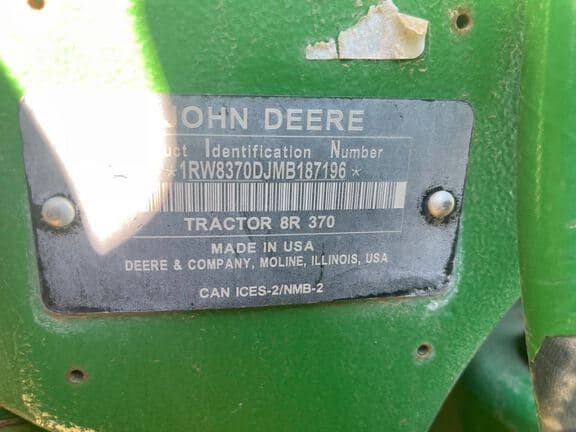 JOHN DEERE
Identification Number
*1RW8370DJMB187196*
TRACTOR 8R 370
MADE IN USA
DEERE & COMPANY, MOLINE, ILLINOIS, USA
CAN ICES-2/NMB-2